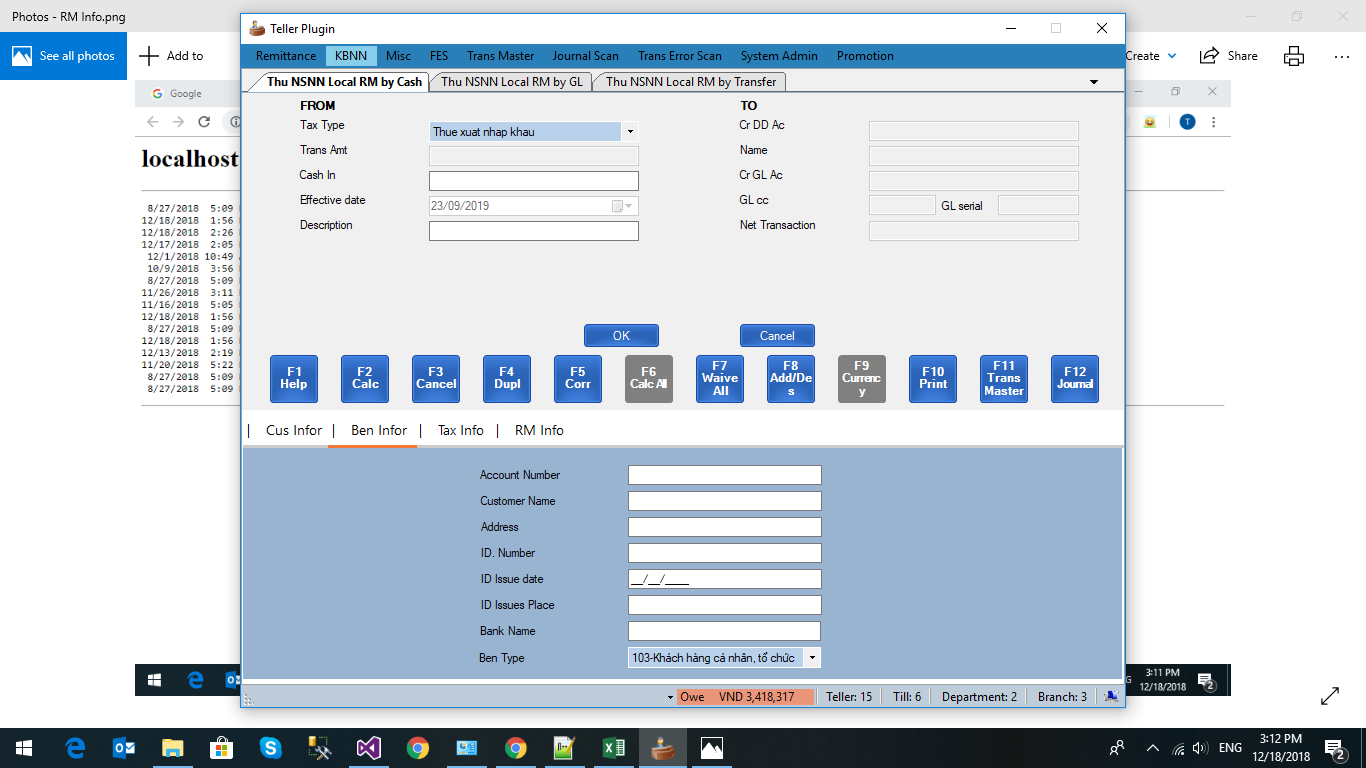 Photos - RM Info.png
See all photos
Add to
Create
Share
Google
localhost
8/27/2018 5:09
12/18/2018 1:56
12/18/2018 2:26
12/17/2018 2:05
12/1/2018 10:49
10/9/2018 3:56
8/27/2018 5:09
11/26/2018 3:11
11/16/2018 5:05
12/18/2018 1:56
8/27/2018 5:09
12/18/2018 1:56
12/13/2018 2:19
11/20/2018 5:22
8/27/2018 5:09
8/27/2018 5:09
T
Teller Plugin
Remittance KBNN Misc FES Trans Master Journal Scan Trans Error Scan System Admin Promotion
Thu NSNN Local RM by Cash Thu NSNN Local RM by GL Thu NSNN Local RM by Transfer
FROM TO
Tax Type Thue xuat nhap khau Cr DD Ac
Trans Amt Name
Cash In Cr GL Ac
Effective date 23/09/2019 GL cc GL serial
Description Net Transaction
OK Cancel
F1 Help
F2 Calc
F3 Cancel
F4 Dupl
F5 Corr
F6 Calc All
F7 Waive All
F8 Add/Des
F9 Currency
F10 Print
F11 Trans Master
F12 Journal
| Cus Infor | Ben Infor | Tax Info | RM Info
Account Number
Customer Name
Address
ID. Number
ID Issue date __/__/____
ID Issues Place
Bank Name
Ben Type 103-Khách hàng cá nhân, tổ chức
Owe VND 3,418,317 Teller: 15 Till: 6 Department: 2 Branch: 3
G 3:11 PM
12/18/2018
2
ENG 3:12 PM
12/18/2018
2